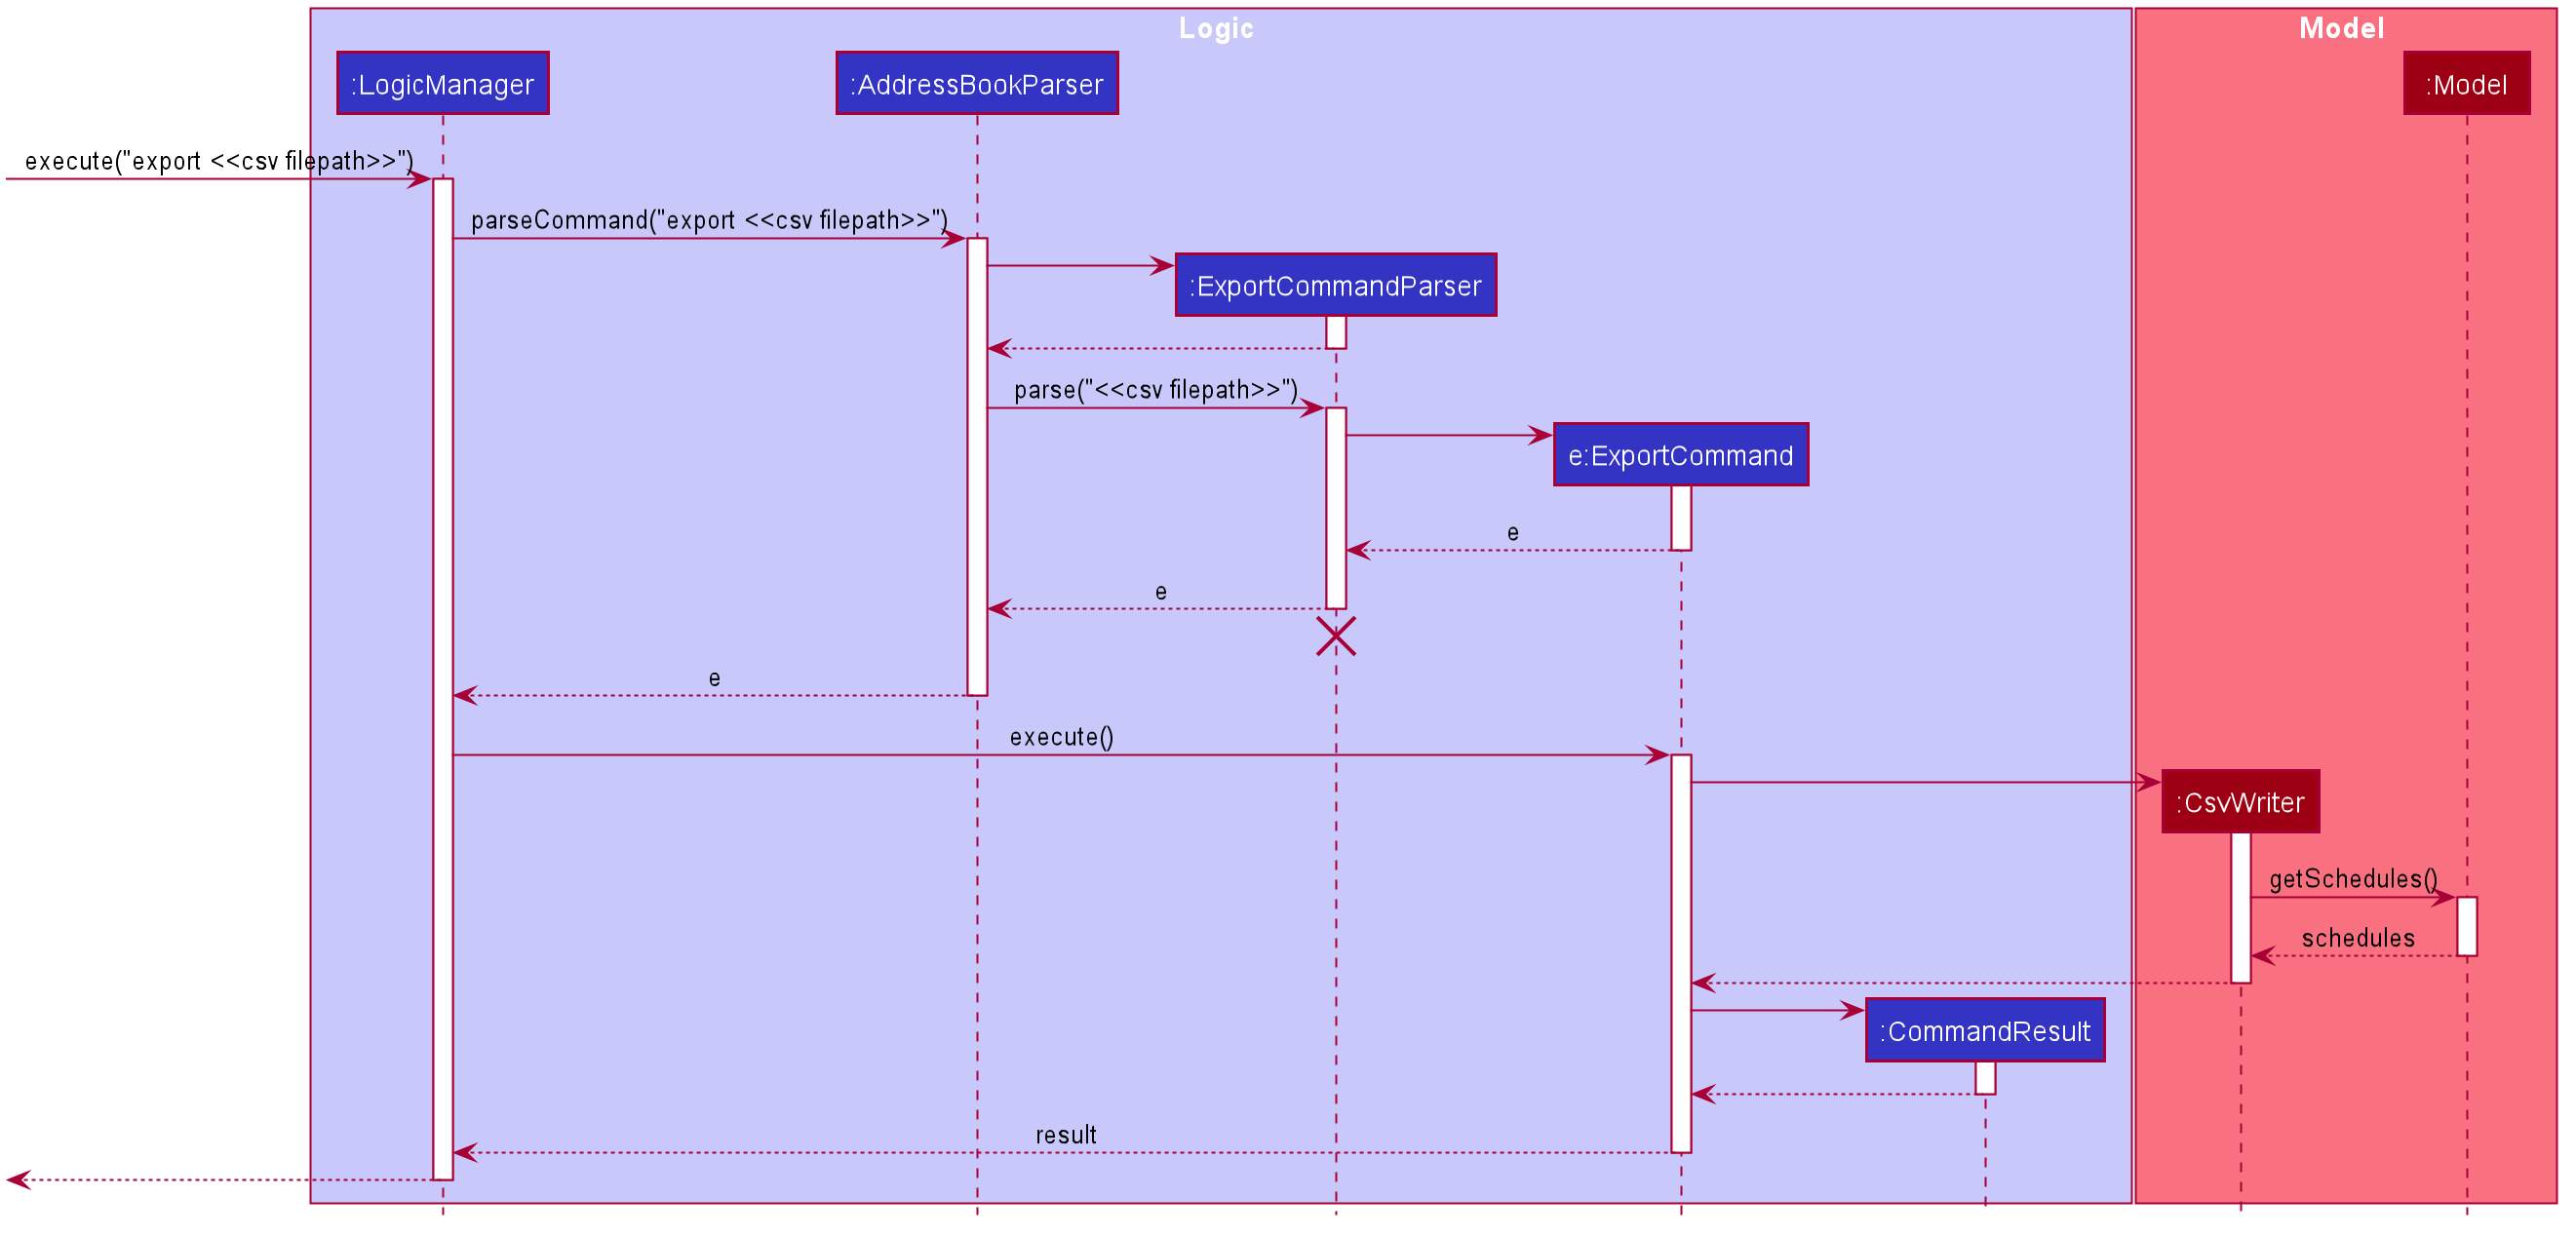 Logic
Model
:LogicManager
:AddressBookParser
:Model
execute("export <<csv filepath>>")
parseCommand("export <<csv filepath>>")
:ExportCommandParser
parse("<<csv filepath>>")
e:ExportCommand
e
e
e
execute()
:CsvWriter
getSchedules()
schedules
:CommandResult
result